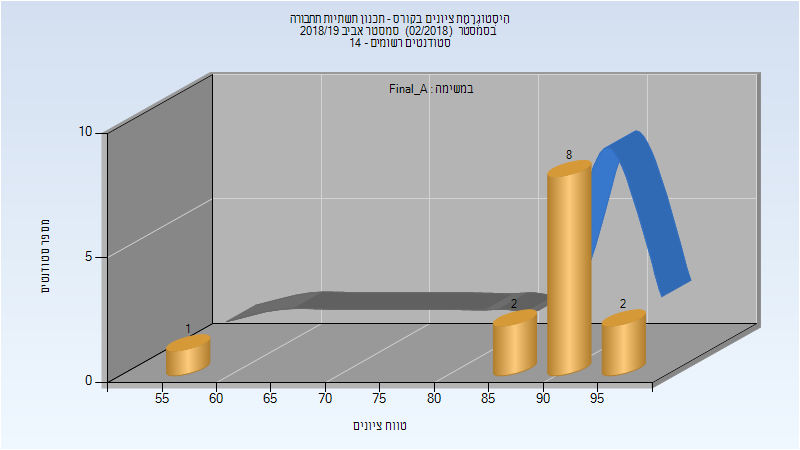 היסטוגרמת ציונים בקורס - תכנון תשתיות תחבורה
בסמסטר (02/2018) סמסטר אביב 2018/19
סטודנטים רשומים - 14
במשימה : Final_A
מספר סטודנטים
10
5
0
1
2
8
2
55 60 65 70 75 80 85 90 95
טווח ציונים